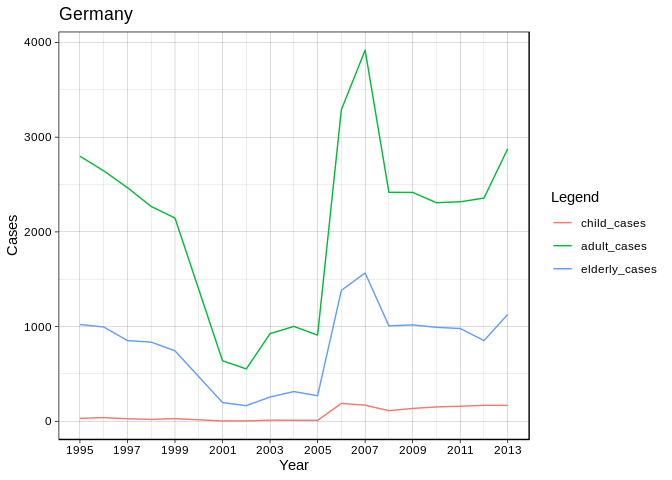 Germany
4000
3000
2000
1000
0
Cases
1995 1997 1999 2001 2003 2005 2007 2009 2011 2013
Year
Legend
child_cases
adult_cases
elderly_cases